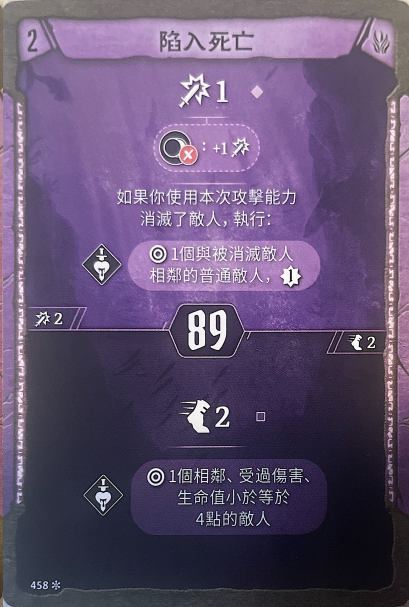 2
陷入死亡
1
: +1
如果你使用本次攻擊能力
消滅了敵人, 執行:
1個與被消滅敵人
相鄰的普通敵人, 1
2
89
2
2
1個相鄰、受過傷害、
生命值小於等於
4點的敵人
458